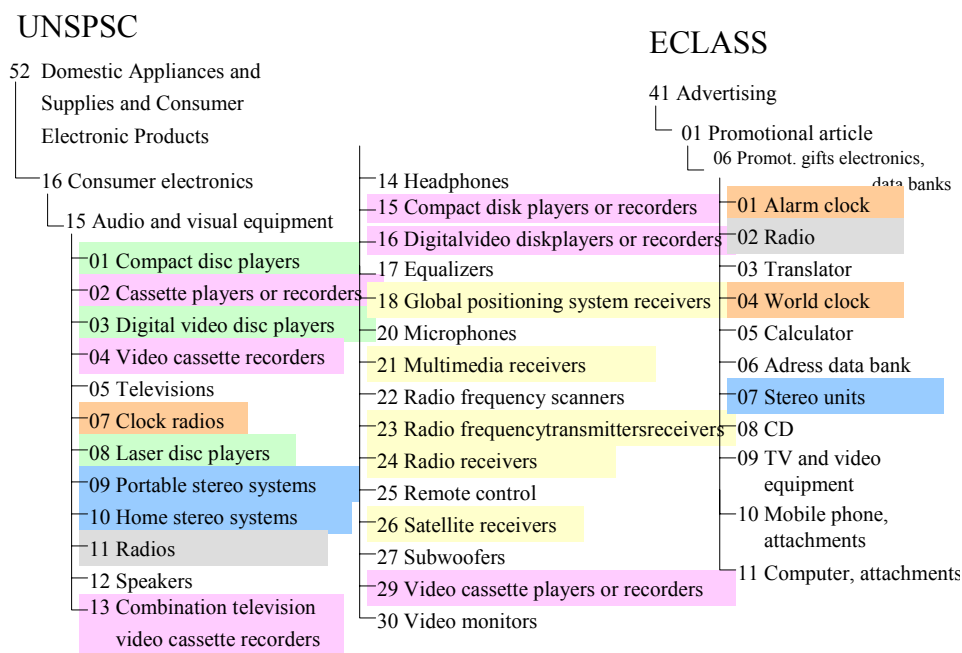 UNSPSC
52 Domestic Appliances and
Supplies and Consumer
Electronic Products
16 Consumer electronics
15 Audio and visual equipment
01 Compact disc players
02 Cassette players or recorders
03 Digital video disc players
04 Video cassette recorders
05 Televisions
07 Clock radios
08 Laser disc players
09 Portable stereo systems
10 Home stereo systems
11 Radios
12 Speakers
13 Combination television
video cassette recorders
14 Headphones
15 Compact disk players or recorders
16 Digitalvideo diskplayers or recorders
17 Equalizers
18 Global positioning system receivers
20 Microphones
21 Multimedia receivers
22 Radio frequency scanners
23 Radio frequencytransmittersreceivers
24 Radio receivers
25 Remote control
26 Satellite receivers
27 Subwoofers
29 Video cassette players or recorders
30 Video monitors
ECLASS
41 Advertising
01 Promotional article
06 Promot. gifts electronics,
data banks
01 Alarm clock
02 Radio
03 Translator
04 World clock
05 Calculator
06 Adress data bank
07 Stereo units
08 CD
09 TV and video
equipment
10 Mobile phone,
attachments
11 Computer, attachments